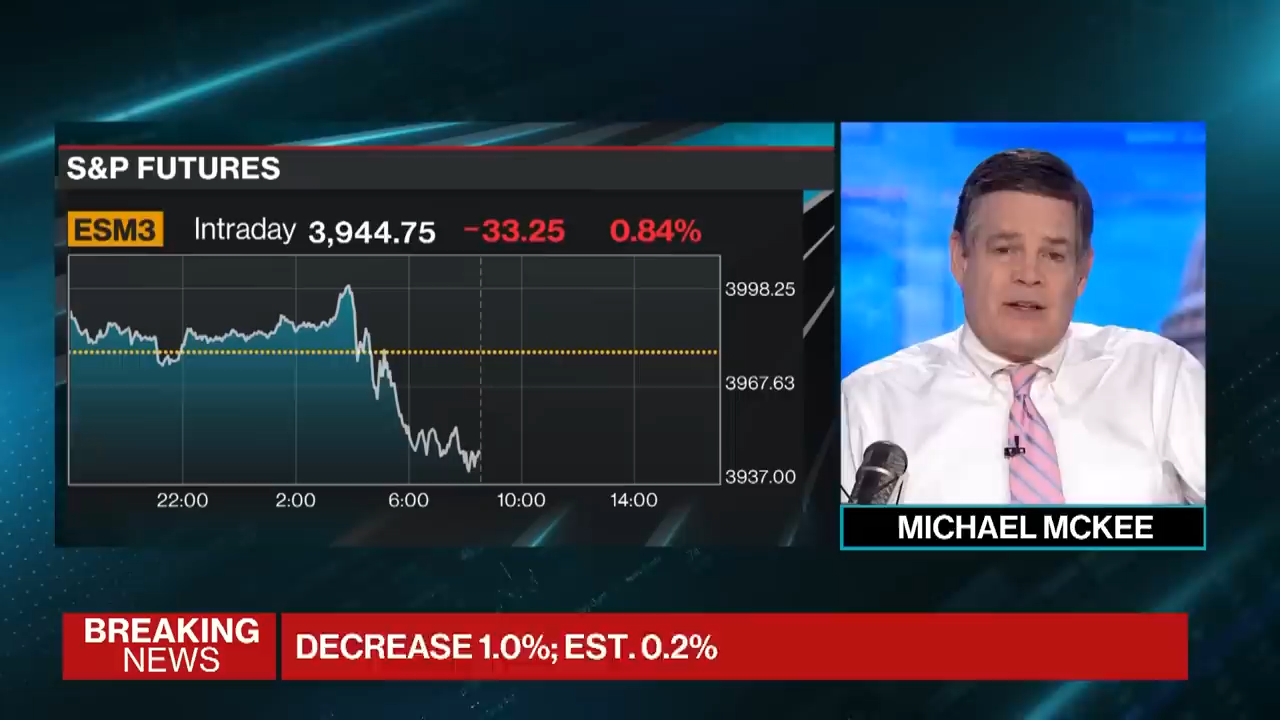 S&P FUTURES
ESM3 Intraday 3,944.75 −33.25 0.84%
3998.25
3967.63
3937.00
22:00 2:00 6:00 10:00 14:00
MICHAEL MCKEE
BREAKING
NEWS
DECREASE 1.0%; EST. 0.2%